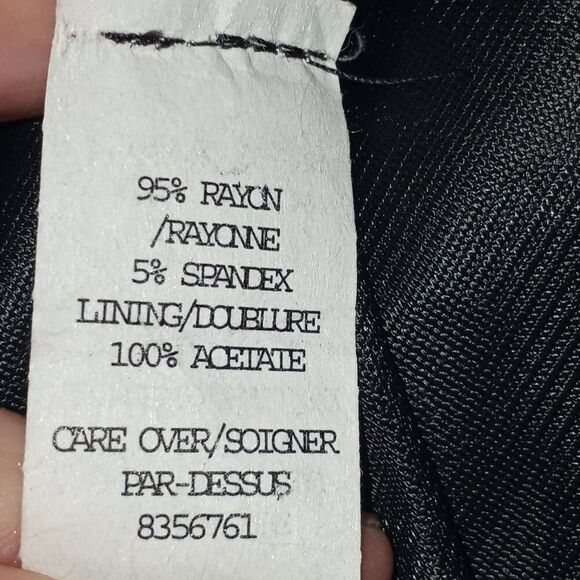 95% RAYON
/RAYONNE
5% SPANDEX
LINING/DOUBLURE
100% ACETATE
CARE OVER/SOIGNER
PAR-DESSUS
8356761